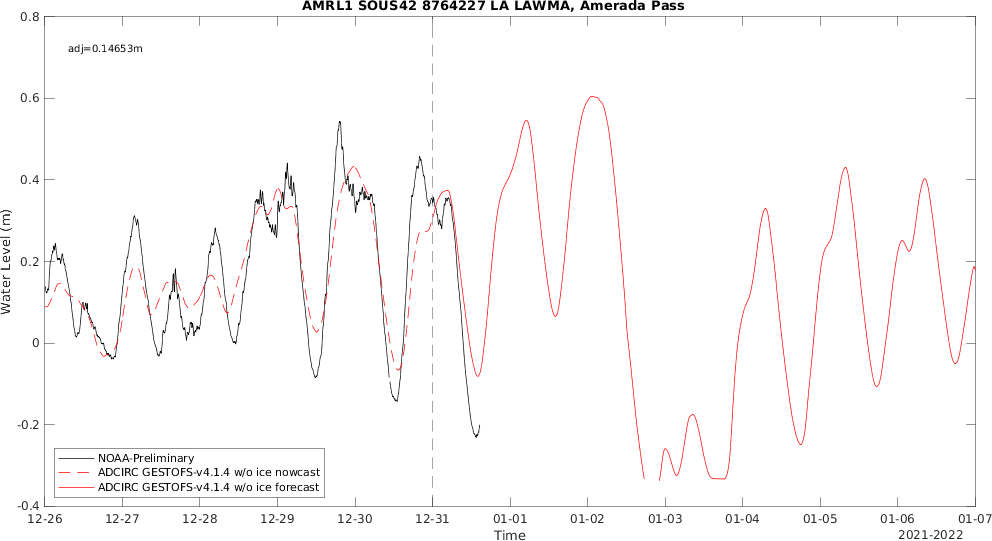 AMRL1 SOUS42 8764227 LA LAWMA, Amerada Pass
adj=0.14653m
Water Level (m)
0.8
0.6
0.4
0.2
0
-0.2
-0.4
NOAA-Preliminary
ADCIRC GESTOFS-v4.1.4 w/o ice nowcast
ADCIRC GESTOFS-v4.1.4 w/o ice forecast
12-26 12-27 12-28 12-29 12-30 12-31 01-01 01-02 01-03 01-04 01-05 01-06 01-07
Time
2021-2022